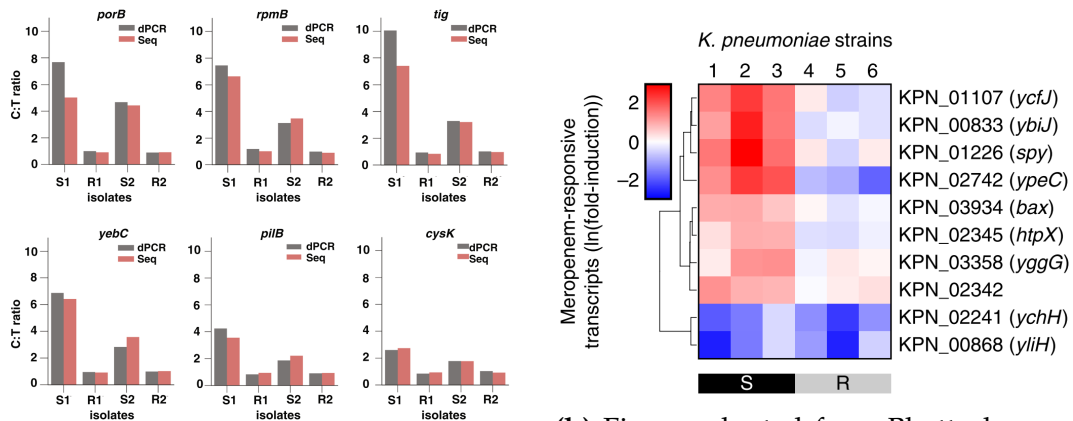 porB
dPCR
Seq
C:T ratio
10
8
6
4
2
0
S1 R1 S2 R2
isolates
rpmB
dPCR
Seq
10
8
6
4
2
0
S1 R1 S2 R2
isolates
tig
dPCR
Seq
10
8
6
4
2
0
S1 R1 S2 R2
isolates
yebC
dPCR
Seq
C:T ratio
10
8
6
4
2
0
S1 R1 S2 R2
isolates
pilB
dPCR
Seq
10
8
6
4
2
0
S1 R1 S2 R2
isolates
cysK
dPCR
Seq
10
8
6
4
2
0
S1 R1 S2 R2
isolates
K. pneumoniae strains
1 2 3 4 5 6
Meropenem-responsive
transcripts (ln(fold-induction))
2
0
−2
KPN_01107 (ycfJ)
KPN_00833 (ybiJ)
KPN_01226 (spy)
KPN_02742 (ypeC)
KPN_03934 (bax)
KPN_02345 (htpX)
KPN_03358 (yggG)
KPN_02342
KPN_02241 (ychH)
KPN_00868 (yliH)
S R
(b) Figure adapted from